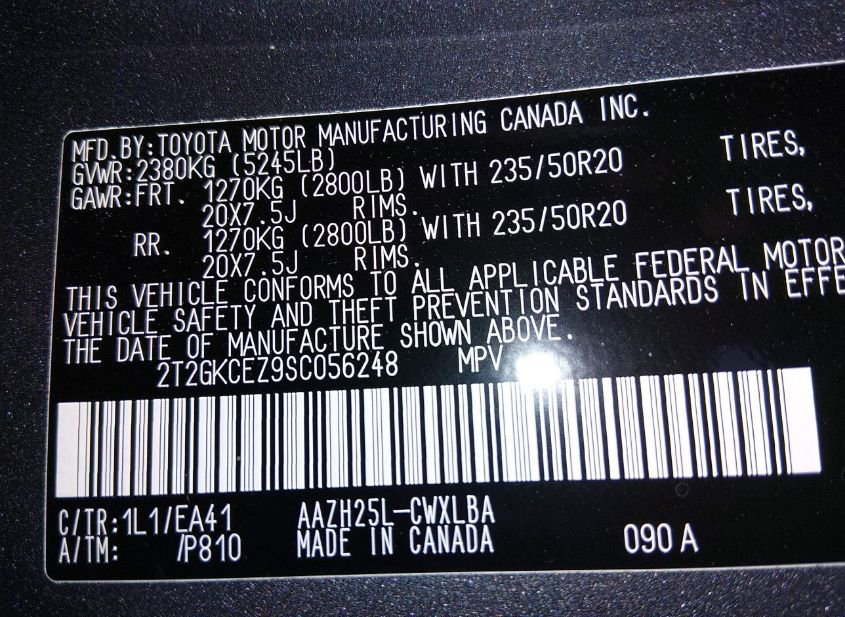 MFD.BY:TOYOTA MOTOR MANUFACTURING CANADA INC.
GVWR:2380KG (5245LB)
GAWR:FRT. 1270KG (2800LB) WITH 235/50R20 TIRES,
20X7.5J RIMS.
RR. 1270KG (2800LB) WITH 235/50R20 TIRES,
20X7.5J RIMS.
THIS VEHICLE CONFORMS TO ALL APPLICABLE FEDERAL MOTOR
VEHICLE SAFETY AND THEFT PREVENTION STANDARDS IN EFFE
THE DATE OF MANUFACTURE SHOWN ABOVE.
2T2GKCEZ9SC056248 MPV
C/TR:1L1/EA41 AAZH25L-CWXLBA
A/TM: /P810 MADE IN CANADA 090 A